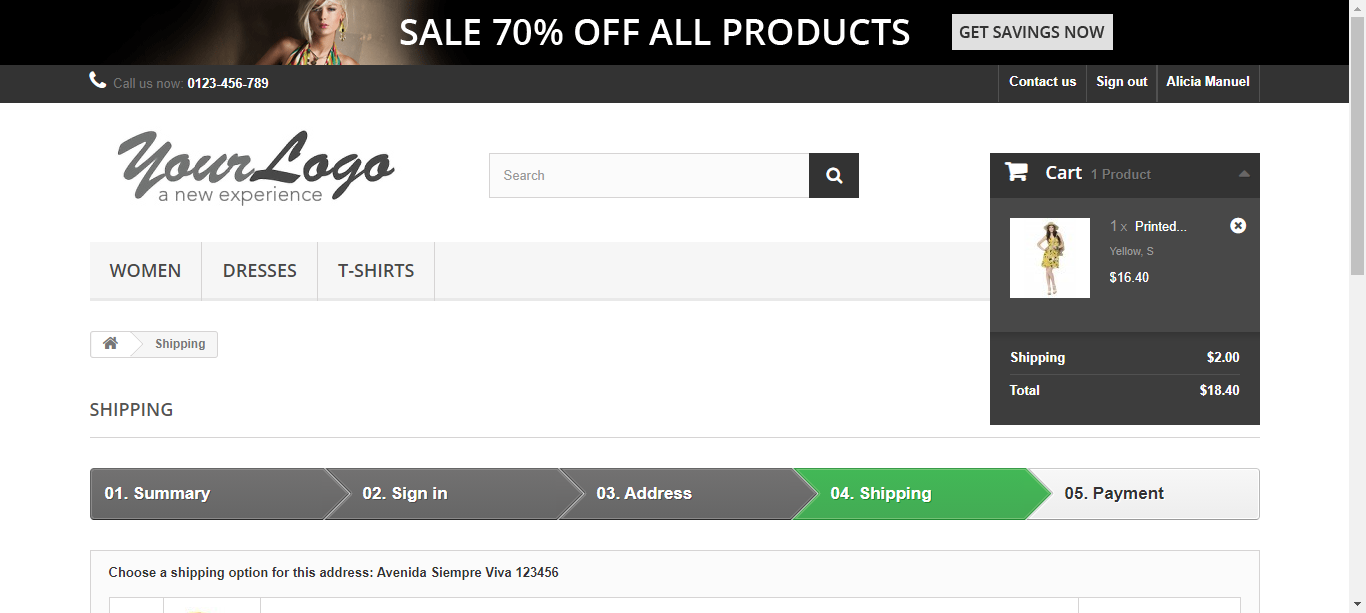 SALE 70% OFF ALL PRODUCTS GET SAVINGS NOW
Call us now: 0123-456-789 Contact us Sign out Alicia Manuel
YourLogo
a new experience
Search
Cart 1 Product
1 x Printed...
Yellow, S
$16.40
WOMEN DRESSES T-SHIRTS
Shipping
Shipping $2.00
Total $18.40
SHIPPING
01. Summary 02. Sign in 03. Address 04. Shipping 05. Payment
Choose a shipping option for this address: Avenida Siempre Viva 123456